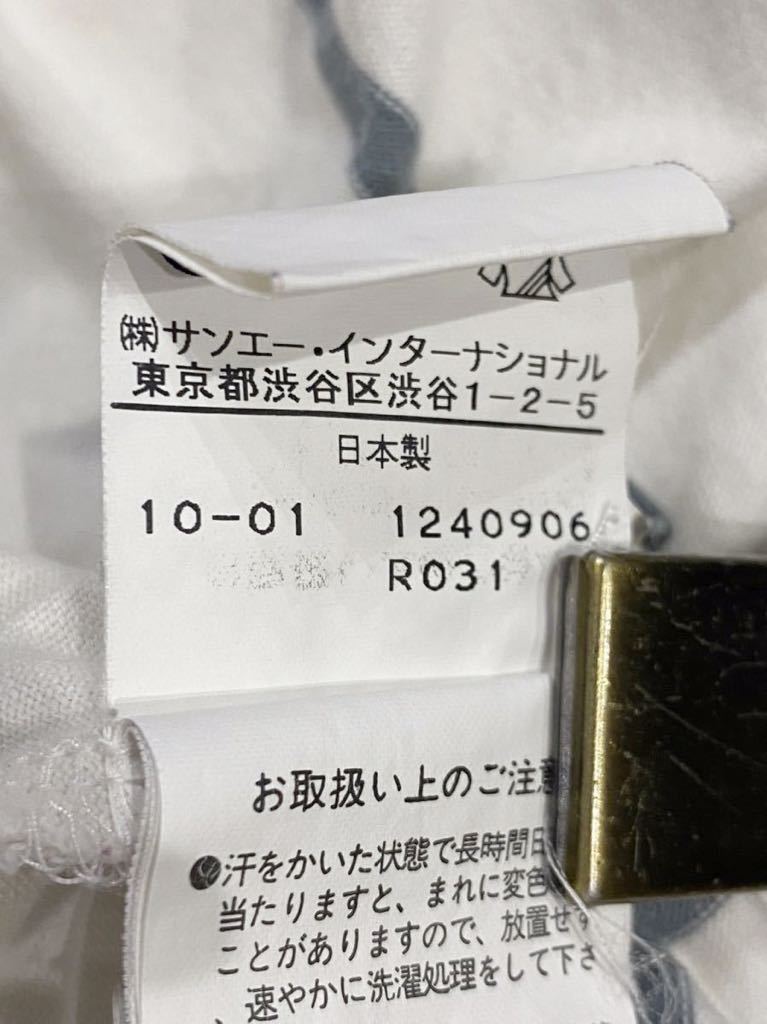 (株)サンエー・インターナショナル
東京都渋谷区渋谷1-2-5
日本製
10-01 1240906
R031
お取扱い上のご注意
●汗をかいた状態で長時間日
当たりますと、まれに変色
ことがありますので、放置せず
、速やかに洗濯処理をして下さ